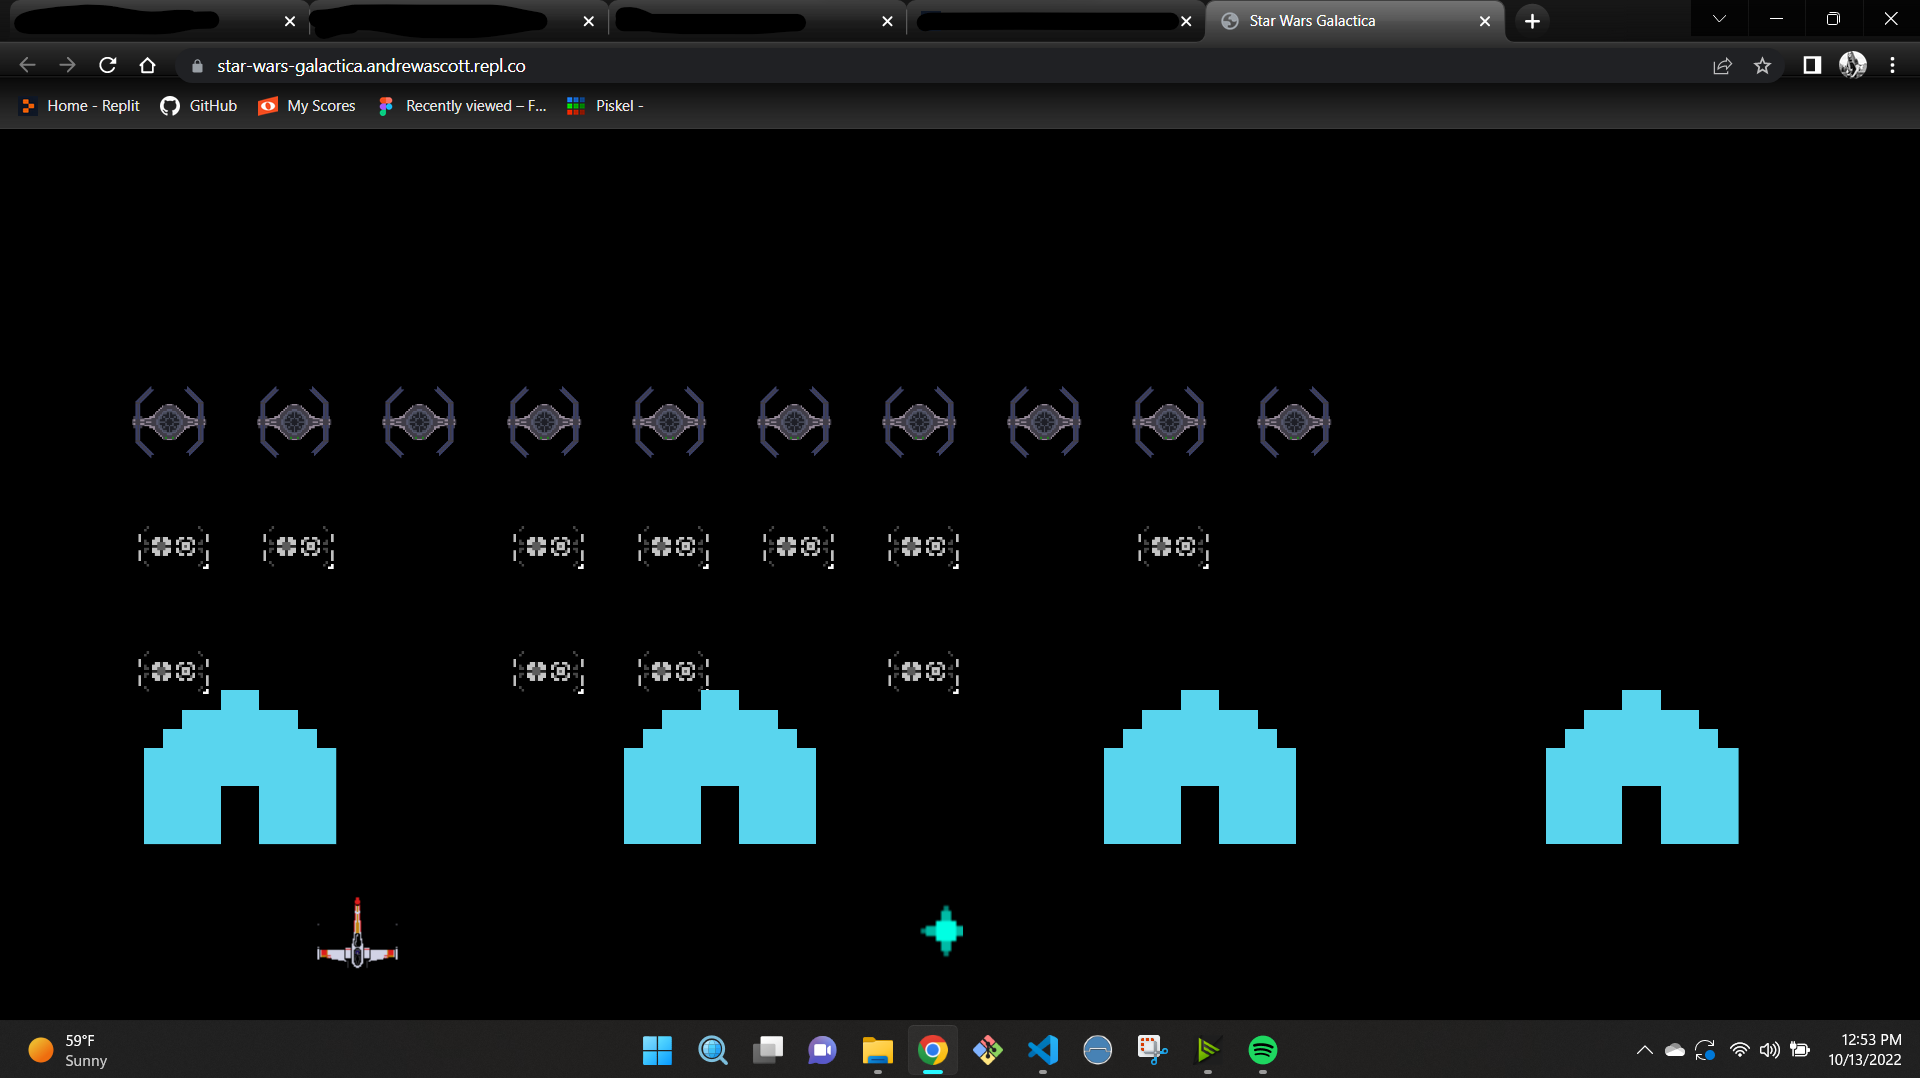 Star Wars Galactica
star-wars-galactica.andrewascott.repl.co
Home - Replit GitHub My Scores Recently viewed – F... Piskel -
59°F
Sunny
12:53 PM
10/13/2022